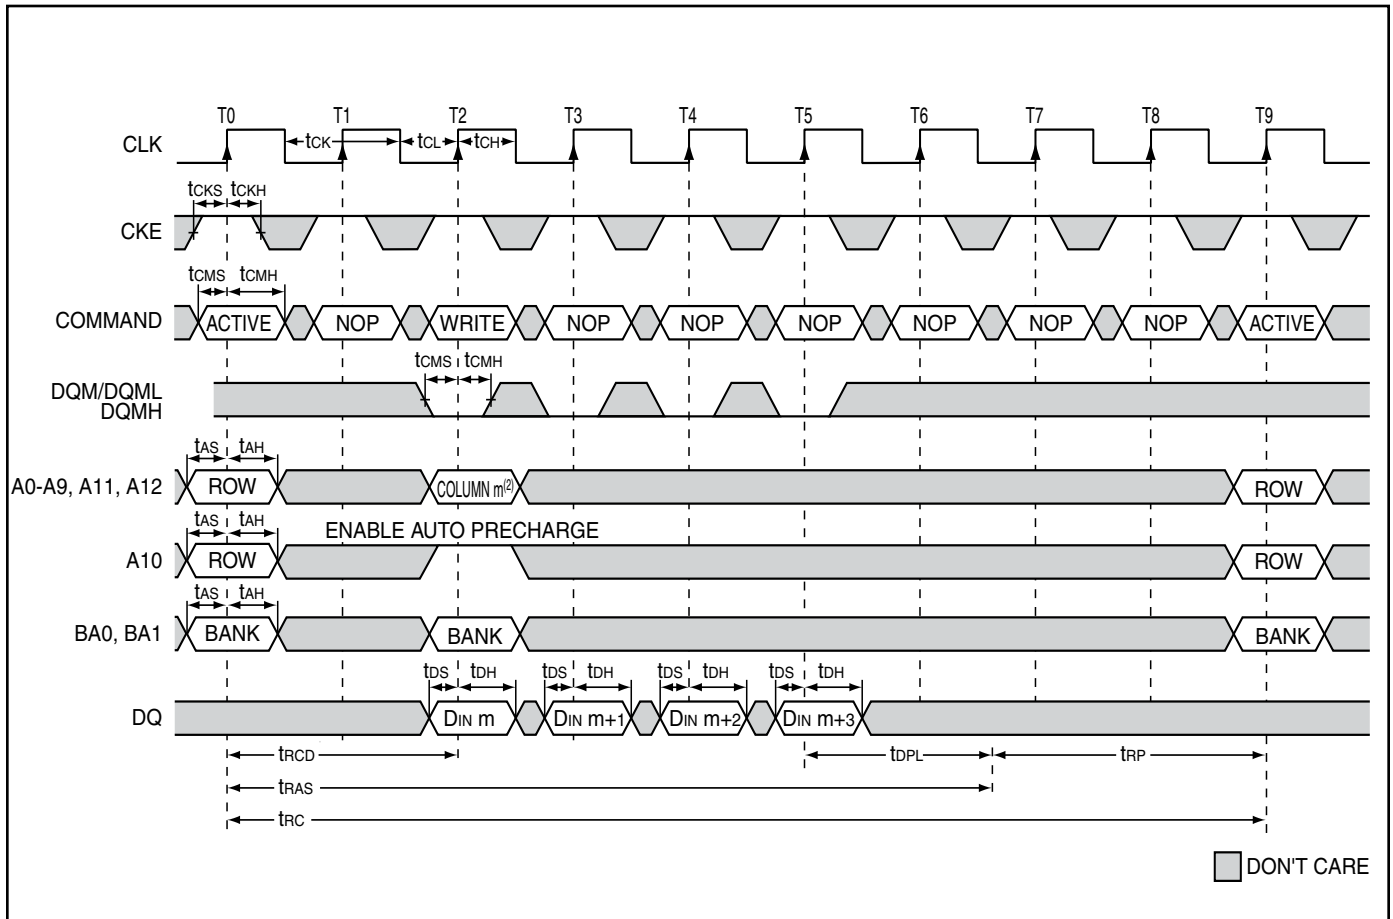 T0 T1 T2 T3 T4 T5 T6 T7 T8 T9
CLK tCK tCL tCH
tCKS tCKH
CKE
tCMS tCMH
COMMAND ACTIVE NOP WRITE NOP NOP NOP NOP NOP NOP ACTIVE
tCMS tCMH
DQM/DQML
DQMH
tAS tAH
A0-A9, A11, A12 ROW COLUMN m(2) ROW
tAS tAH ENABLE AUTO PRECHARGE
A10 ROW ROW
tAS tAH
BA0, BA1 BANK BANK BANK
tDS tDH tDS tDH tDS tDH tDS tDH
DQ DIN m DIN m+1 DIN m+2 DIN m+3
tRCD tDPL tRP
tRAS
tRC
DON'T CARE